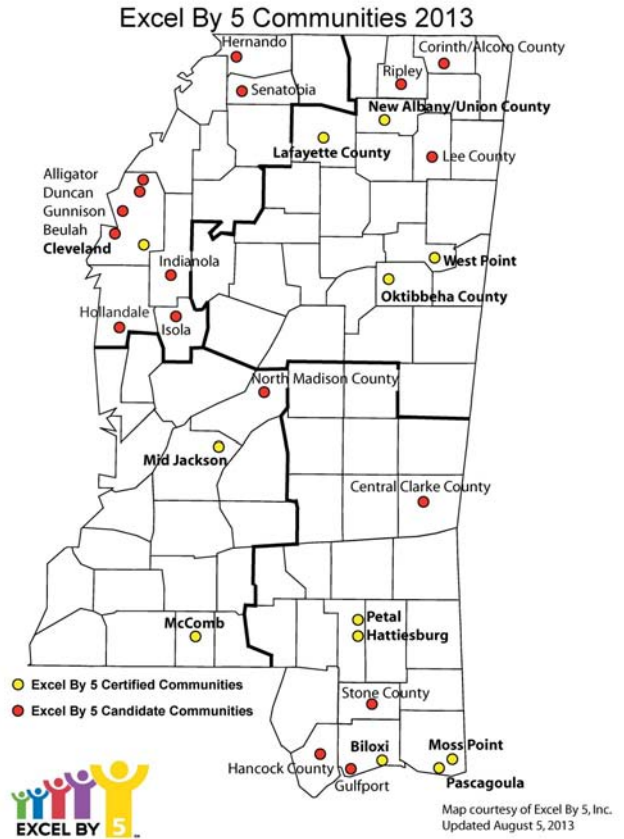 Excel By 5 Communities 2013
Hernando
Corinth/Alcorn County
Ripley
Senatobia
New Albany/Union County
Lafayette County
Lee County
Alligator
Duncan
Gunnison
Beulah
Cleveland
West Point
Indianola
Oktibbeha County
Hollandale
Isola
North Madison County
Mid Jackson
Central Clarke County
McComb
Petal
Hattiesburg
Excel By 5 Certified Communities
Excel By 5 Candidate Communities
Stone County
Biloxi
Moss Point
Hancock County
Gulfport
Pascagoula
EXCEL BY 5
Map courtesy of Excel By 5, Inc.
Updated August 5, 2013